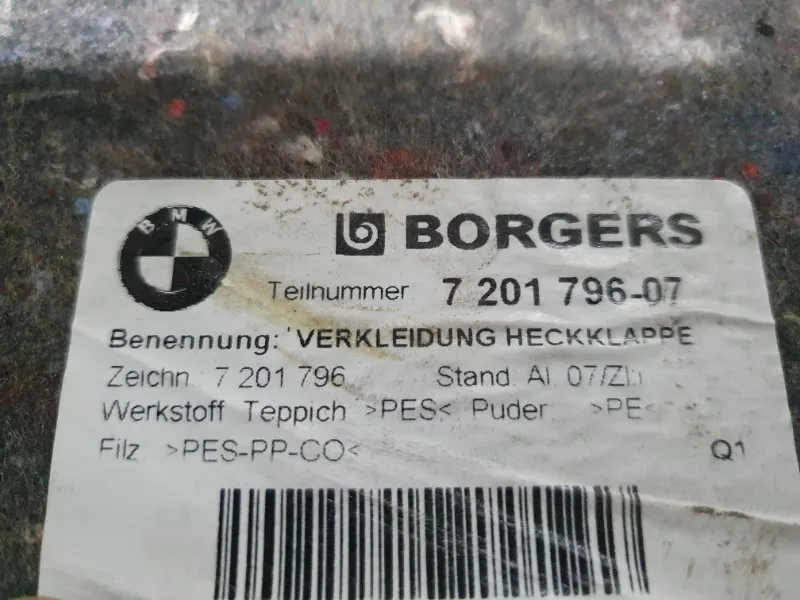 BMW
BORGERS
Teilnummer 7 201 796-07
Benennung: VERKLEIDUNG HECKKLAPPE
Zeichn. 7 201 796 Stand. AI. 07/Zb
Werkstoff Teppich >PES< Puder >PE<
Filz >PES-PP-CO<
Q1